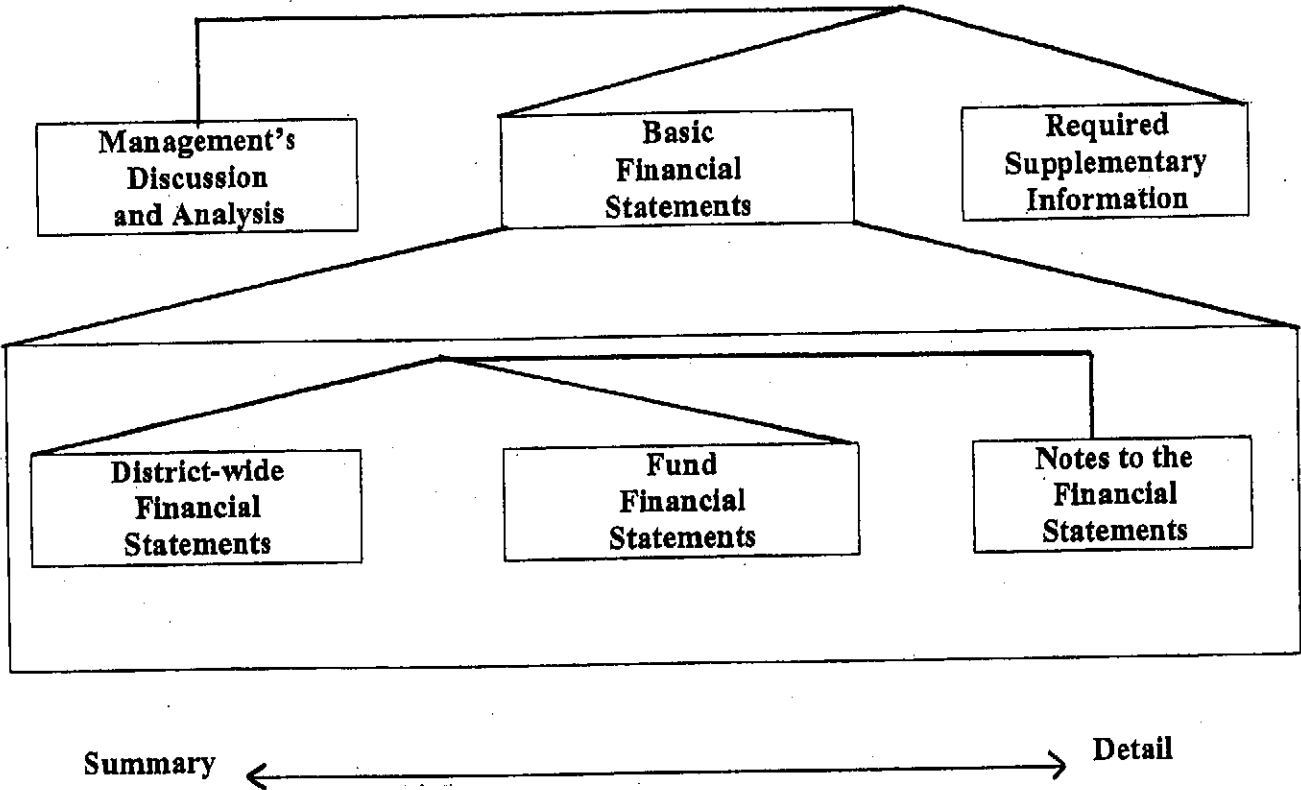 Management's
Discussion
and Analysis
Basic
Financial
Statements
Required
Supplementary
Information
District-wide
Financial
Statements
Fund
Financial
Statements
Notes to the
Financial
Statements
Summary
Detail